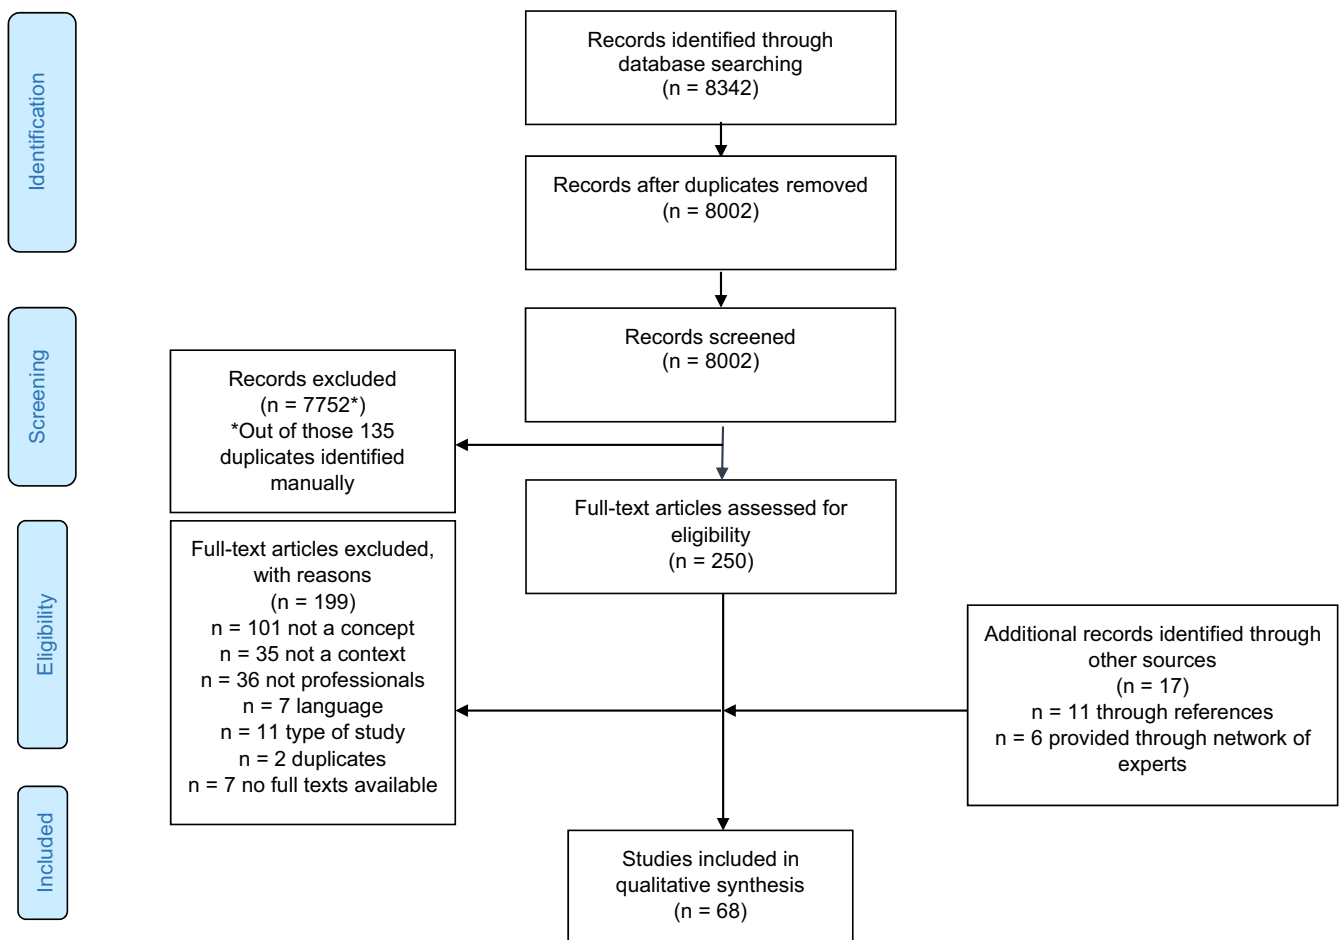 Identification
Records identified through
database searching
(n = 8342)
Records after duplicates removed
(n = 8002)
Screening
Records screened
(n = 8002)
Records excluded
(n = 7752*)
*Out of those 135
duplicates identified
manually
Eligibility
Full-text articles assessed for
eligibility
(n = 250)
Full-text articles excluded,
with reasons
(n = 199)
n = 101 not a concept
n = 35 not a context
n = 36 not professionals
n = 7 language
n = 11 type of study
n = 2 duplicates
n = 7 no full texts available
Additional records identified through
other sources
(n = 17)
n = 11 through references
n = 6 provided through network of
experts
Included
Studies included in
qualitative synthesis
(n = 68)